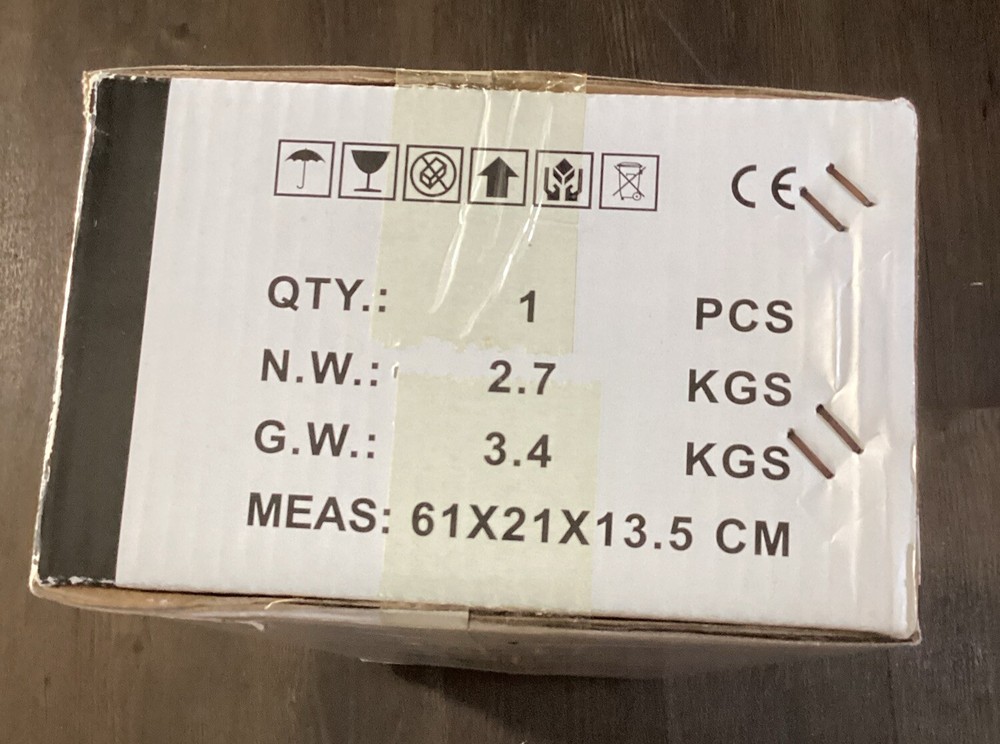 CE
QTY.: 1 PCS
N.W.: 2.7 KGS
G.W.: 3.4 KGS
MEAS: 61X21X13.5 CM